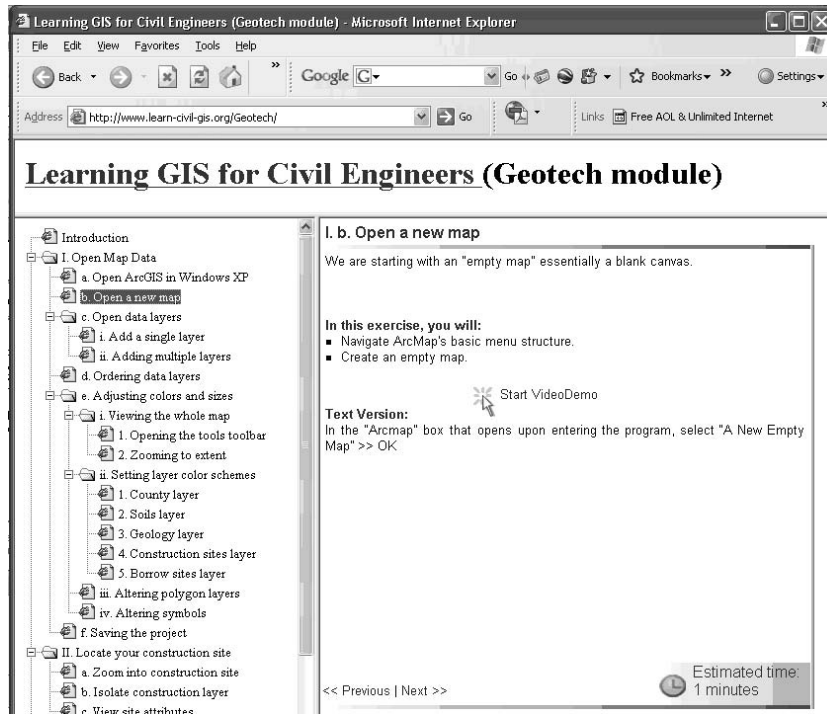 Learning GIS for Civil Engineers (Geotech module) - Microsoft Internet Explorer
File Edit View Favorites Tools Help
Back » Google G Go Bookmarks » Settings
Address http://www.learn-civil-gis.org/Geotech/ Go Links Free AOL & Unlimited Internet »
Learning GIS for Civil Engineers (Geotech module)
Introduction
I. Open Map Data
a. Open ArcGIS in Windows XP
b. Open a new map
c. Open data layers
i. Add a single layer
ii. Adding multiple layers
d. Ordering data layers
e. Adjusting colors and sizes
i. Viewing the whole map
1. Opening the tools toolbar
2. Zooming to extent
ii. Setting layer color schemes
1. County layer
2. Soils layer
3. Geology layer
4. Construction sites layer
5. Borrow sites layer
iii. Altering polygon layers
iv. Altering symbols
f. Saving the project
II. Locate your construction site
a. Zoom into construction site
b. Isolate construction layer
c. View site attributes
I. b. Open a new map
We are starting with an "empty map" essentially a blank canvas.
In this exercise, you will:
▪ Navigate ArcMap's basic menu structure.
▪ Create an empty map.
Start VideoDemo
Text Version:
In the "Arcmap" box that opens upon entering the program, select "A New Empty
Map" >> OK
<< Previous | Next >>
Estimated time:
1 minutes